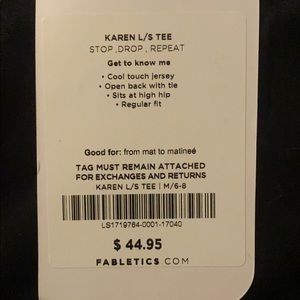 KAREN L/S TEE
STOP ,DROP , REPEAT
Get to know me
• Cool touch jersey
• Open back with tie
• Sits at high hip
• Regular fit
Good for: from mat to matineé
TAG MUST REMAIN ATTACHED
FOR EXCHANGES AND RETURNS
KAREN L/S TEE | M/6-8
LS1719764-0001-17040
$ 44.95
FABLETICS.COM